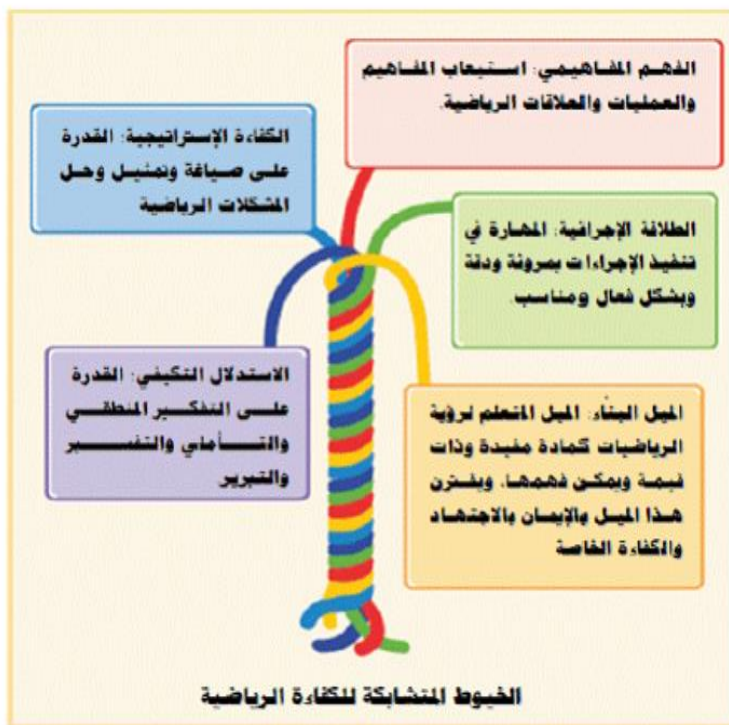 الفهم المفاهيمي: استيعاب المفاهيم
والعمليات والعلاقات الرياضية.
الكفاءة الإستراتيجية: القدرة
على صياغة وتمثيل وحل
المشكلات الرياضية
الطلاقة الإجرائية: المهارة في
تنفيذ الإجراءات بمرونة ودقة
وبشكل فعال ومناسب.
الاستدلال التكيفي: القدرة
على التفكير المنطقي
والتأملي والتفسير
والتبرير
الميل البنّاء: الميل المتعلم لرؤية
الرياضيات كمادة مفيدة وذات
قيمة ويمكن فهمها، ويقترن
هذا الميل بالإيمان بالاجتهاد
والكفاءة الخاصة
الخيوط المتشابكة للكفاءة الرياضية